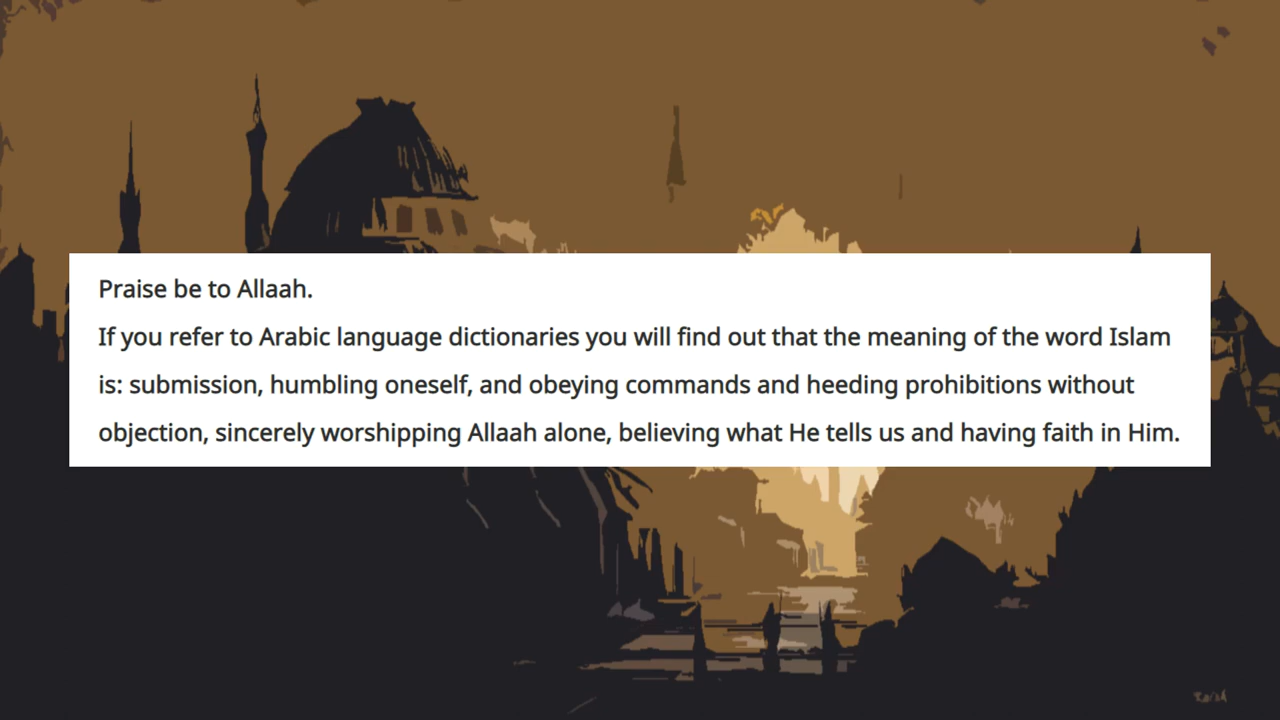 Praise be to Allaah.
If you refer to Arabic language dictionaries you will find out that the meaning of the word Islam
is: submission, humbling oneself, and obeying commands and heeding prohibitions without
objection, sincerely worshipping Allaah alone, believing what He tells us and having faith in Him.